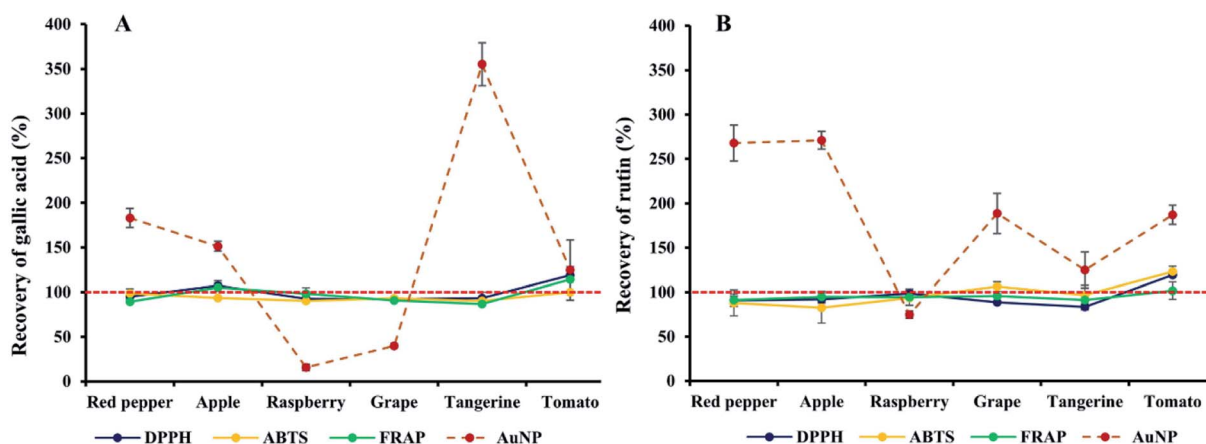 A
Recovery of gallic acid (%)
400
350
300
250
200
150
100
50
0
Red pepper Apple Raspberry Grape Tangerine Tomato
DPPH ABTS FRAP AuNP
B
Recovery of rutin (%)
400
350
300
250
200
150
100
50
0
Red pepper Apple Raspberry Grape Tangerine Tomato
DPPH ABTS FRAP AuNP